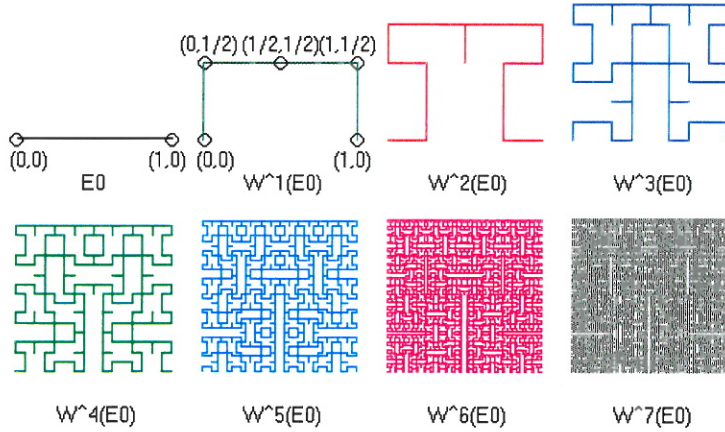 (0,1/2) (1/2,1/2)(1,1/2)
(0,0) (1,0) (0,0) (1,0)
E0 W^1(E0) W^2(E0) W^3(E0)
W^4(E0) W^5(E0) W^6(E0) W^7(E0)